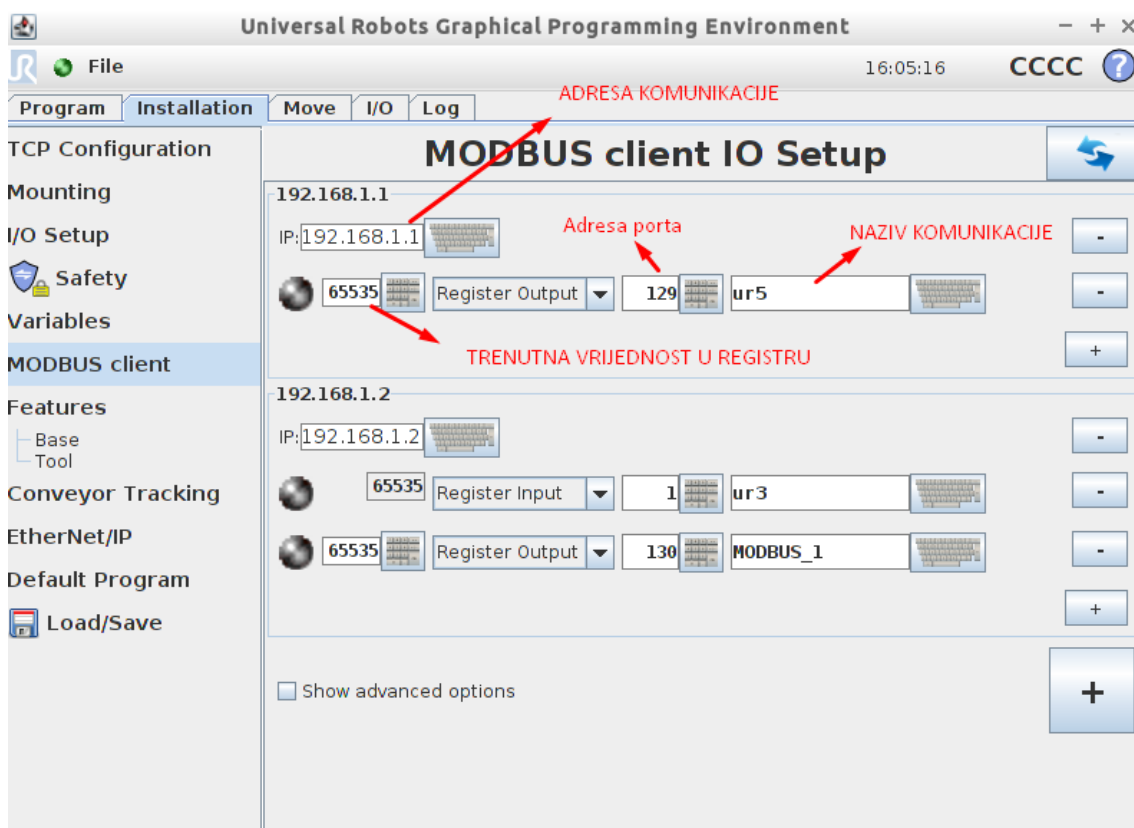 Universal Robots Graphical Programming Environment
File
16:05:16
CCCC
?
Program Installation Move I/O Log
ADRESA KOMUNIKACIJE
TCP Configuration
Mounting
I/O Setup
Safety
Variables
MODBUS client
Features
Base
Tool
Conveyor Tracking
EtherNet/IP
Default Program
Load/Save
MODBUS client IO Setup
192.168.1.1
IP: 192.168.1.1
-
Adresa porta
NAZIV KOMUNIKACIJE
65535 Register Output 129 ur5
-
TRENUTNA VRIJEDNOST U REGISTRU
+
192.168.1.2
IP: 192.168.1.2
-
65535 Register Input 1 ur3
-
65535 Register Output 130 MODBUS_1
-
+
Show advanced options
+